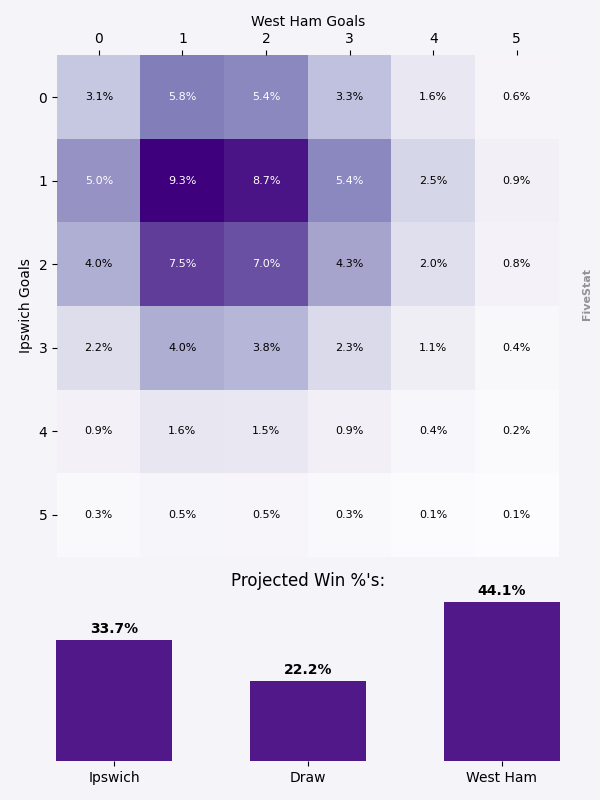 West Ham Goals
0 1 2 3 4 5
0 3.1% 5.8% 5.4% 3.3% 1.6% 0.6%
1 5.0% 9.3% 8.7% 5.4% 2.5% 0.9%
2 4.0% 7.5% 7.0% 4.3% 2.0% 0.8%
3 2.2% 4.0% 3.8% 2.3% 1.1% 0.4%
4 0.9% 1.6% 1.5% 0.9% 0.4% 0.2%
5 0.3% 0.5% 0.5% 0.3% 0.1% 0.1%
Ipswich Goals
FiveStat
Projected Win %'s:
33.7% 22.2% 44.1%
Ipswich Draw West Ham